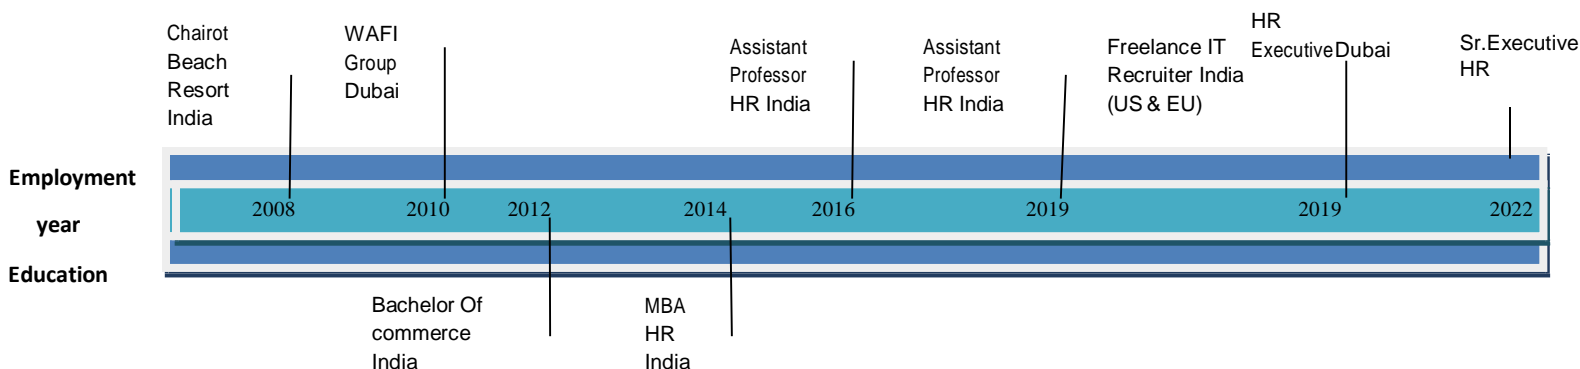 Chairot
Beach
Resort
India
WAFI
Group
Dubai
Assistant
Professor
HR India
Assistant
Professor
HR India
Freelance IT
Recruiter India
(US & EU)
HR
ExecutiveDubai
Sr.Executive
HR
Employment
year
2008
2010
2012
2014
2016
2019
2019
2022
Education
Bachelor Of
commerce
India
MBA
HR
India